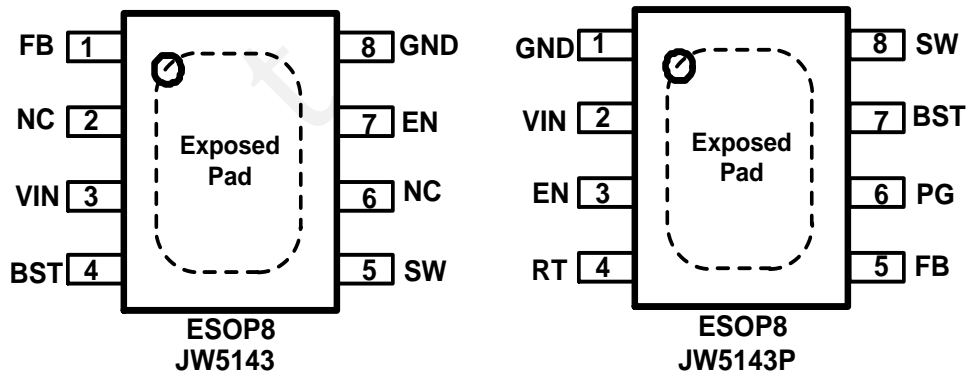 FB 1 8 GND
NC 2 7 EN
VIN 3 6 NC
BST 4 5 SW
Exposed
Pad
ESOP8
JW5143
GND 1 8 SW
VIN 2 7 BST
EN 3 6 PG
RT 4 5 FB
Exposed
Pad
ESOP8
JW5143P